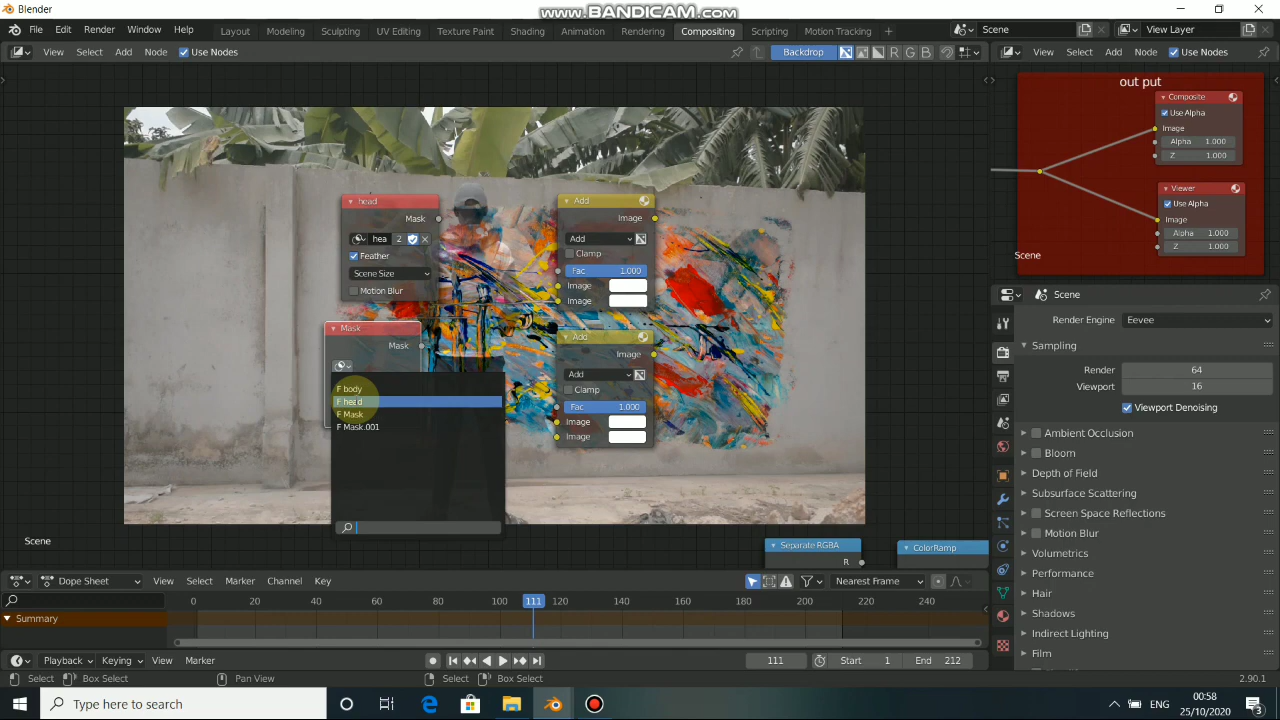 Blender
www.BANDICAM.com
File Edit Render Window Help
Layout Modeling Sculpting UV Editing Texture Paint Shading Animation Rendering Compositing Scripting Motion Tracking +
Scene
View Layer
View Select Add Node Use Nodes
Backdrop
R G B
View Select Add Node Use Nodes
out put
Composite
Use Alpha
Image
Alpha 1.000
Z 1.000
Viewer
Use Alpha
Image
Alpha 1.000
Z 1.000
Scene
head
Mask
hea 2
Feather
Scene Size
Motion Blur
Add
Image
Add
Clamp
Fac 1.000
Image
Image
Mask
Mask
F body
F head
F Mask
F Mask.001
Add
Image
Add
Clamp
Fac 1.000
Image
Image
Scene
Separate RGBA
R
ColorRamp
Scene
Render Engine Eevee
Sampling
Render 64
Viewport 16
Viewport Denoising
Ambient Occlusion
Bloom
Depth of Field
Subsurface Scattering
Screen Space Reflections
Motion Blur
Volumetrics
Performance
Hair
Shadows
Indirect Lighting
Film
Dope Sheet View Select Marker Channel Key
Nearest Frame
0 20 40 60 80 111 120 140 160 180 200 220 240
Summary
Playback Keying View Marker
111 Start 1 End 212
Select Box Select Pan View Select Box Select
2.90.1
Type here to search
ENG
00:58
25/10/2020
3